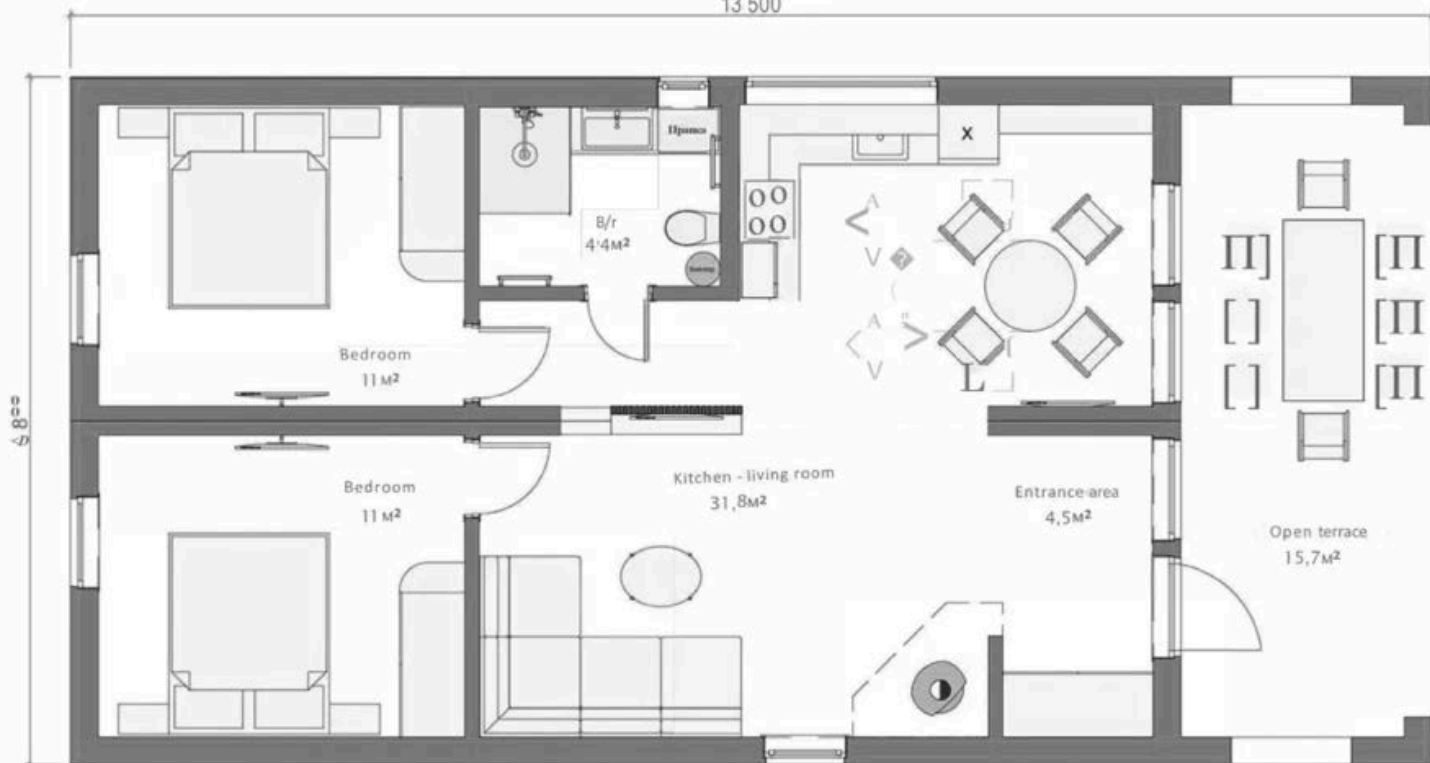 13 500
Прачка
B/r
4·4м²
X
A
V
A
V
L
Bedroom
11 м²
Bedroom
11 м²
Kitchen - living room
31,8м²
Entrance area
4,5м²
Open terrace
15,7м²